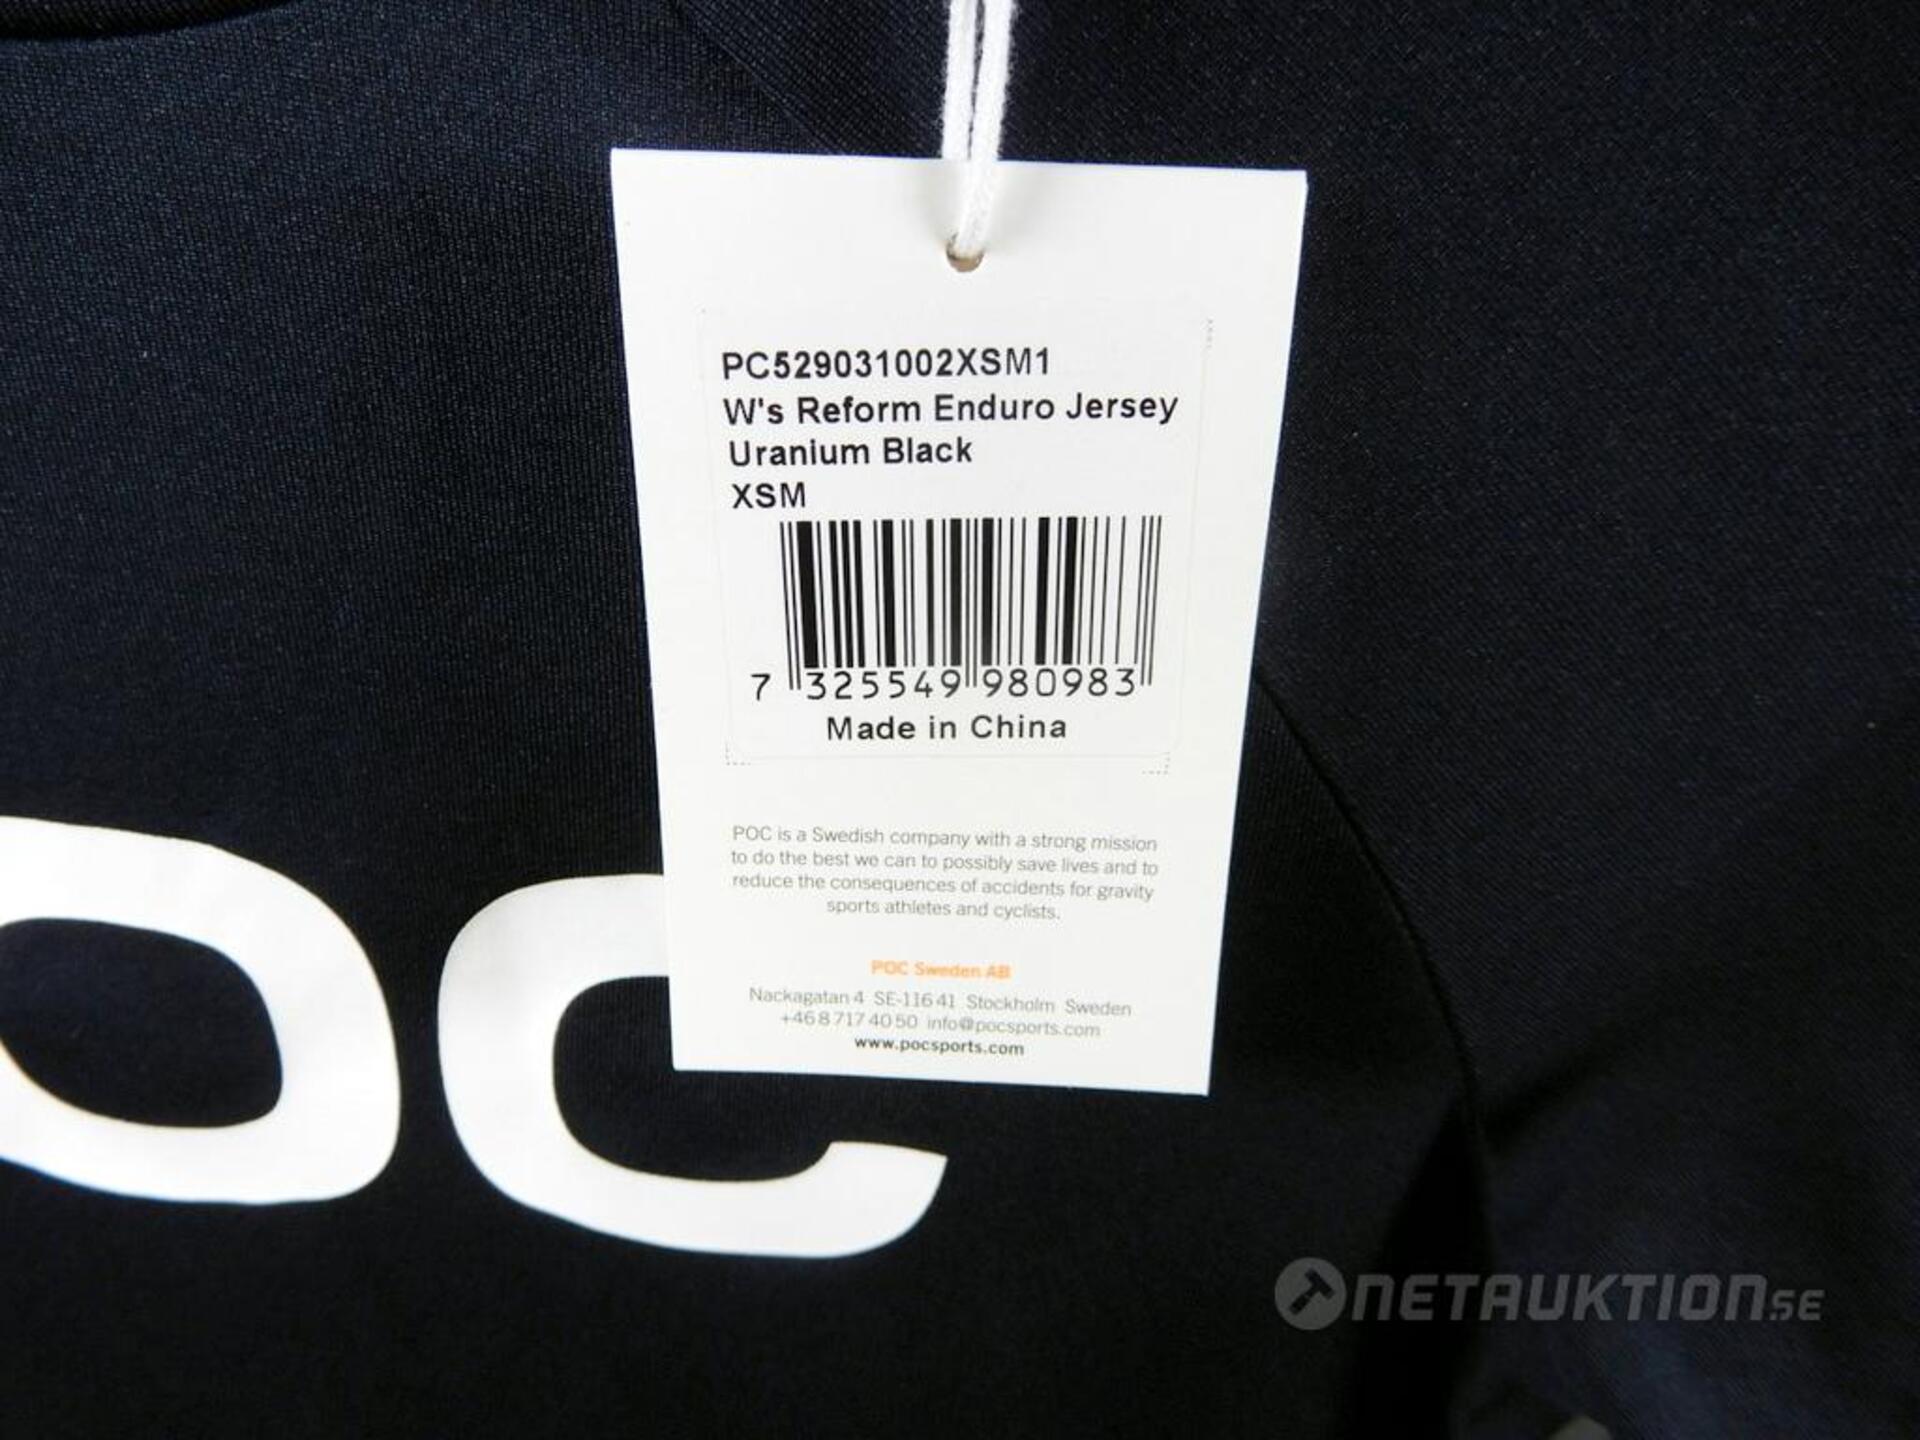 PC529031002XSM1
W's Reform Enduro Jersey
Uranium Black
XSM
7 325549 980983
Made in China
POC is a Swedish company with a strong mission
to do the best we can to possibly save lives and to
reduce the consequences of accidents for gravity
sports athletes and cyclists.
POC Sweden AB
Nackagatan 4 SE-116 41 Stockholm Sweden
+46 8 717 40 50 info@pocsports.com
www.pocsports.com
OC
NETAUKTION.SE